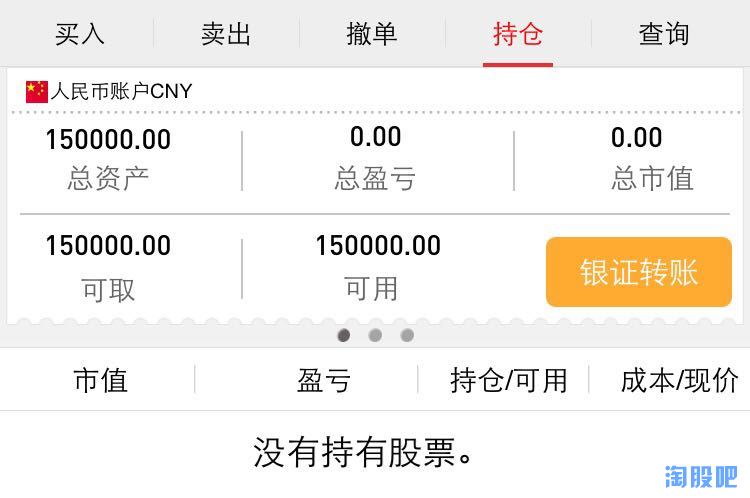 买入 卖出 撤单 持仓 查询
人民币账户CNY
150000.00 0.00 0.00
总资产 总盈亏 总市值
150000.00 150000.00
可取 可用 银证转账
市值 盈亏 持仓/可用 成本/现价
没有持有股票。
淘股吧